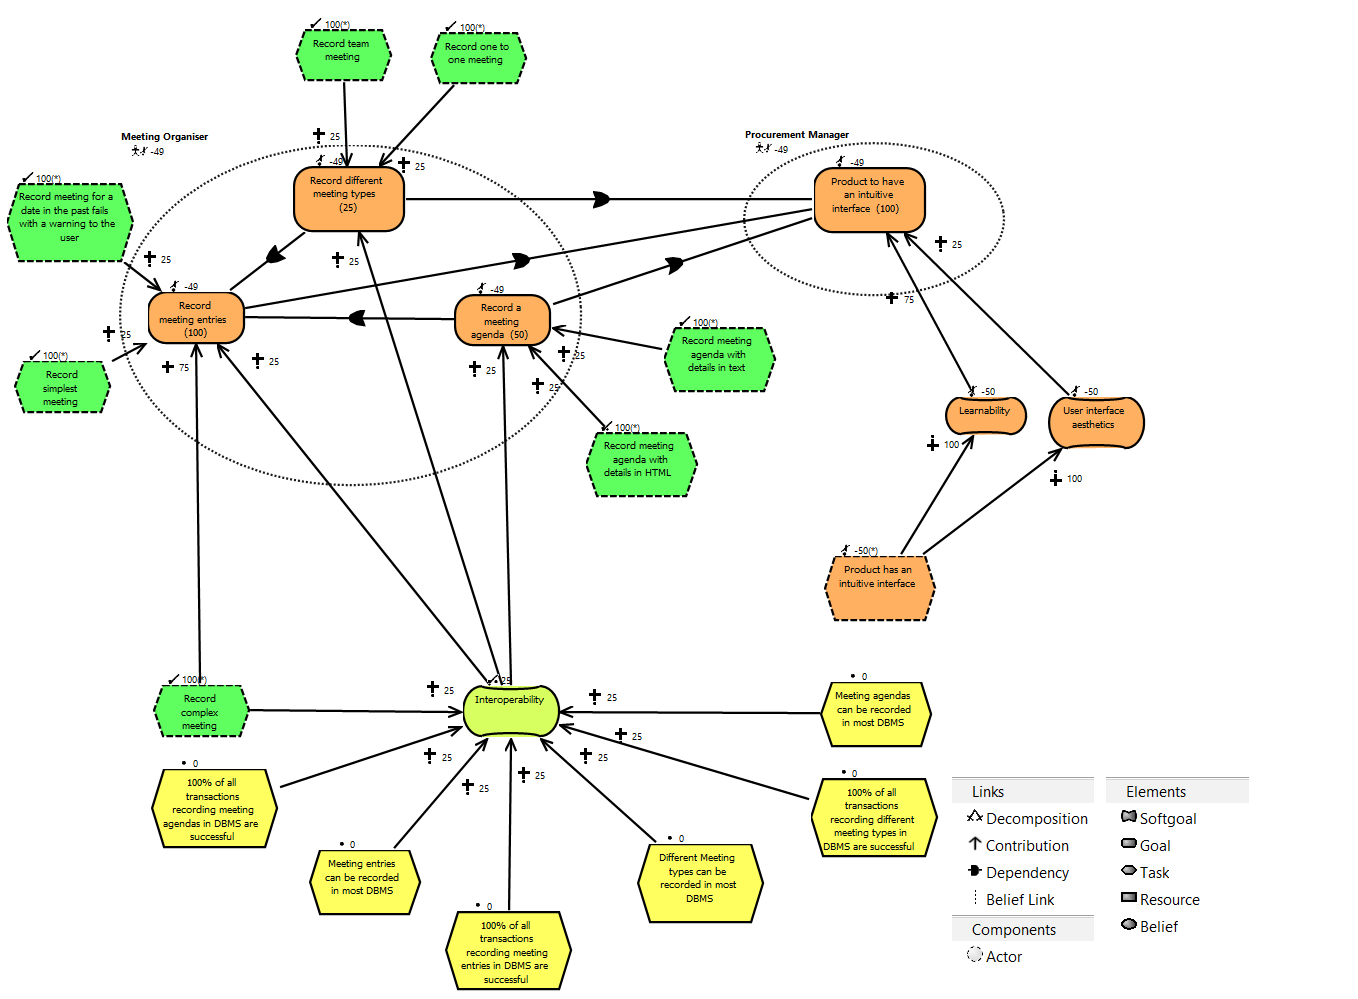 100(*)
Record team
meeting
100(*)
Record one to
one meeting
25
25
Meeting Organiser
-49
-49
Record different
meeting types
(25)
Procurement Manager
-49
-49
Product to have
an intuitive
interface (100)
100(*)
Record meeting for a
date in the past fails
with a warning to the
user
25
25
25
75
-49
Record
meeting entries
(100)
-49
Record a
meeting
agenda (50)
25
100(*)
Record
simplest
meeting
75
25
25
25
25
100(*)
Record meeting
agenda with
details in text
100(*)
Record meeting
agenda with
details in HTML
-50
Learnability
-50
User interface
aesthetics
100
100
-50(*)
Product has an
intuitive interface
100(*)
Record
complex
meeting
25
25
Interoperability
25
0
Meeting agendas
can be recorded
in most DBMS
25
25
25
25
25
0
100% of all
transactions
recording meeting
agendas in DBMS are
successful
0
Meeting entries
can be recorded
in most DBMS
0
100% of all
transactions
recording meeting
entries in DBMS are
successful
0
Different Meeting
types can be
recorded in most
DBMS
0
100% of all
transactions
recording different
meeting types in
DBMS are successful
Links
Decomposition
Contribution
Dependency
Belief Link
Components
Actor
Elements
Softgoal
Goal
Task
Resource
Belief